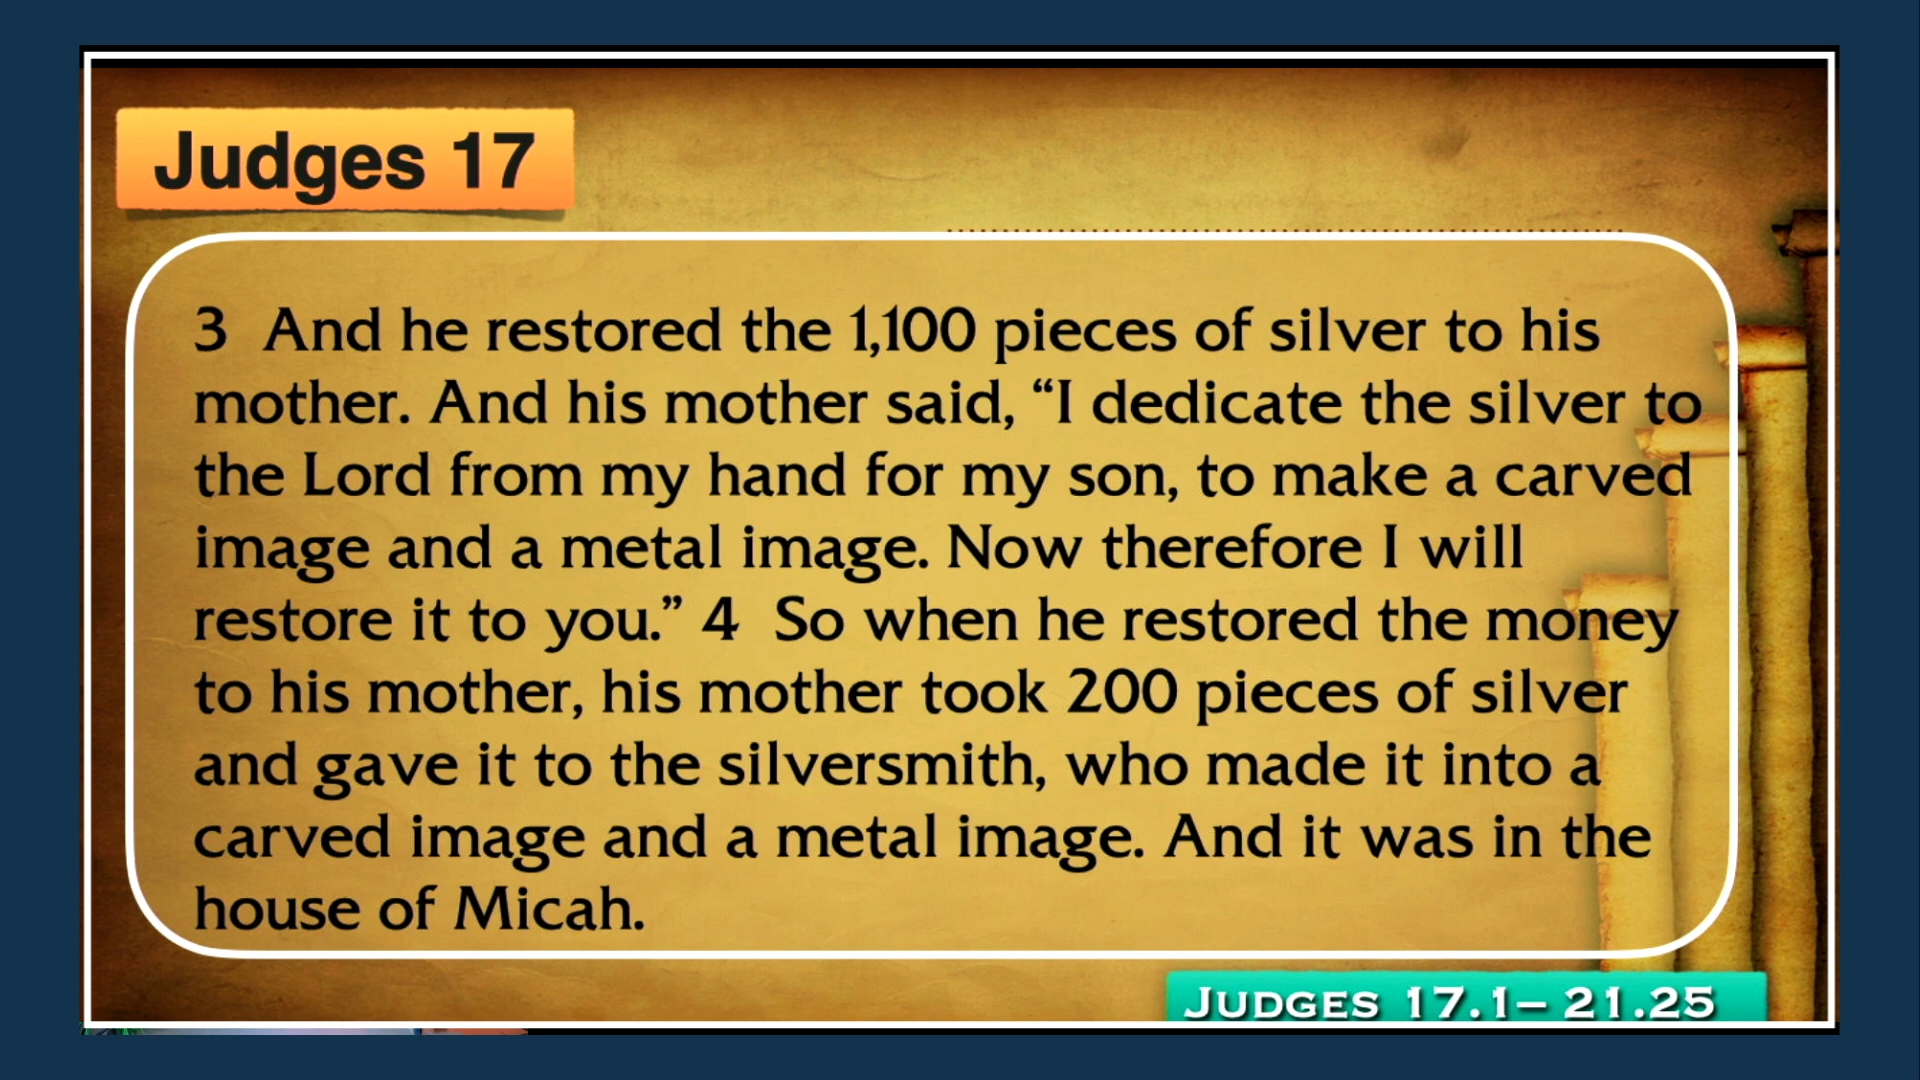 Judges 17
3 And he restored the 1,100 pieces of silver to his
mother. And his mother said, “I dedicate the silver to
the Lord from my hand for my son, to make a carved
image and a metal image. Now therefore I will
restore it to you.” 4 So when he restored the money
to his mother, his mother took 200 pieces of silver
and gave it to the silversmith, who made it into a
carved image and a metal image. And it was in the
house of Micah.
JUDGES 17.1– 21.25